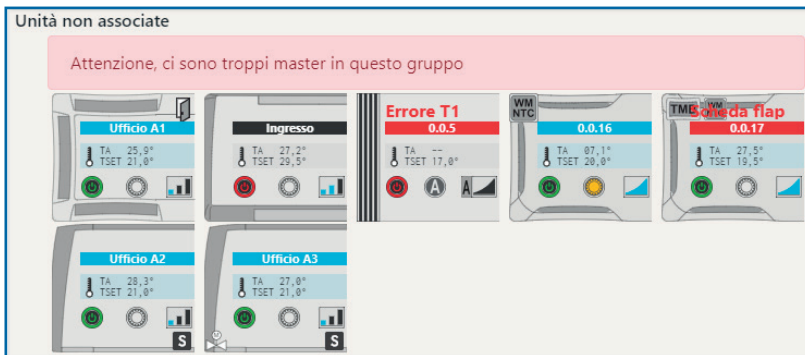 Unità non associate
Attenzione, ci sono troppi master in questo gruppo
Ufficio A1
TA 25,9°
TSET 21,0°
Ingresso
TA 27,2°
TSET 29,5°
Errore T1
0.0.5
TA --
TSET 17,0°
A
A
WM
NTC
0.0.16
TA 07,1°
TSET 20,0°
TME
WM
Scheda flap
0.0.17
TA 27,5°
TSET 19,5°
Ufficio A2
TA 28,3°
TSET 21,0°
S
Ufficio A3
TA 27,0°
TSET 21,0°
S